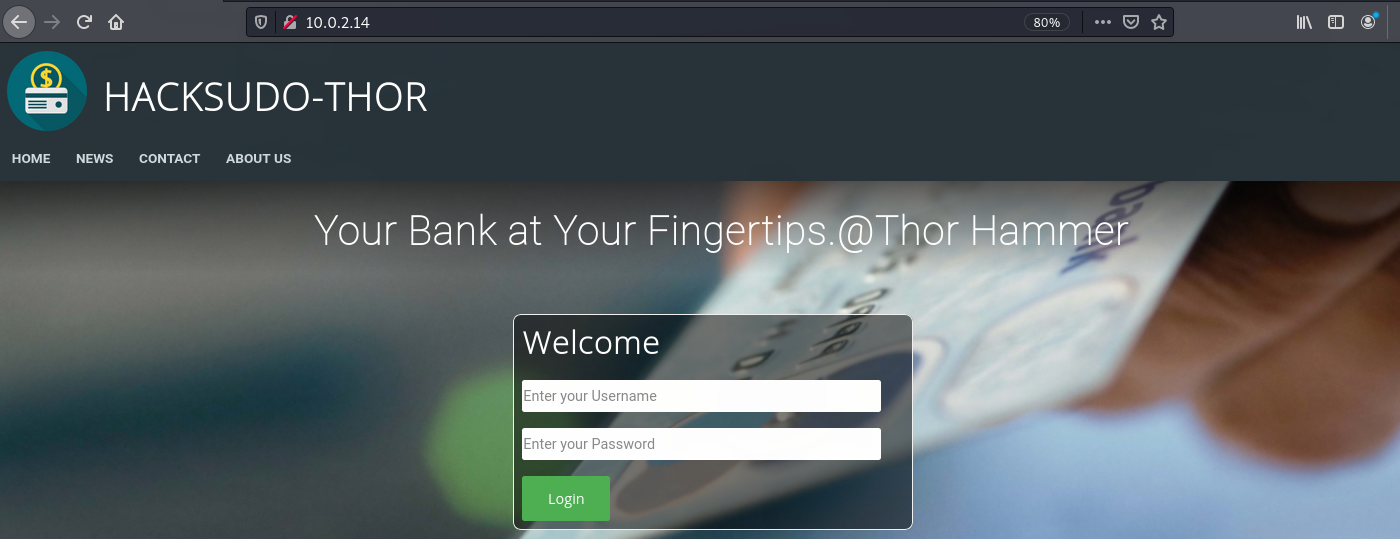 10.0.2.14
80%
HACKSUDO-THOR
HOME NEWS CONTACT ABOUT US
Your Bank at Your Fingertips.@Thor Hammer
Welcome
Enter your Username
Enter your Password
Login